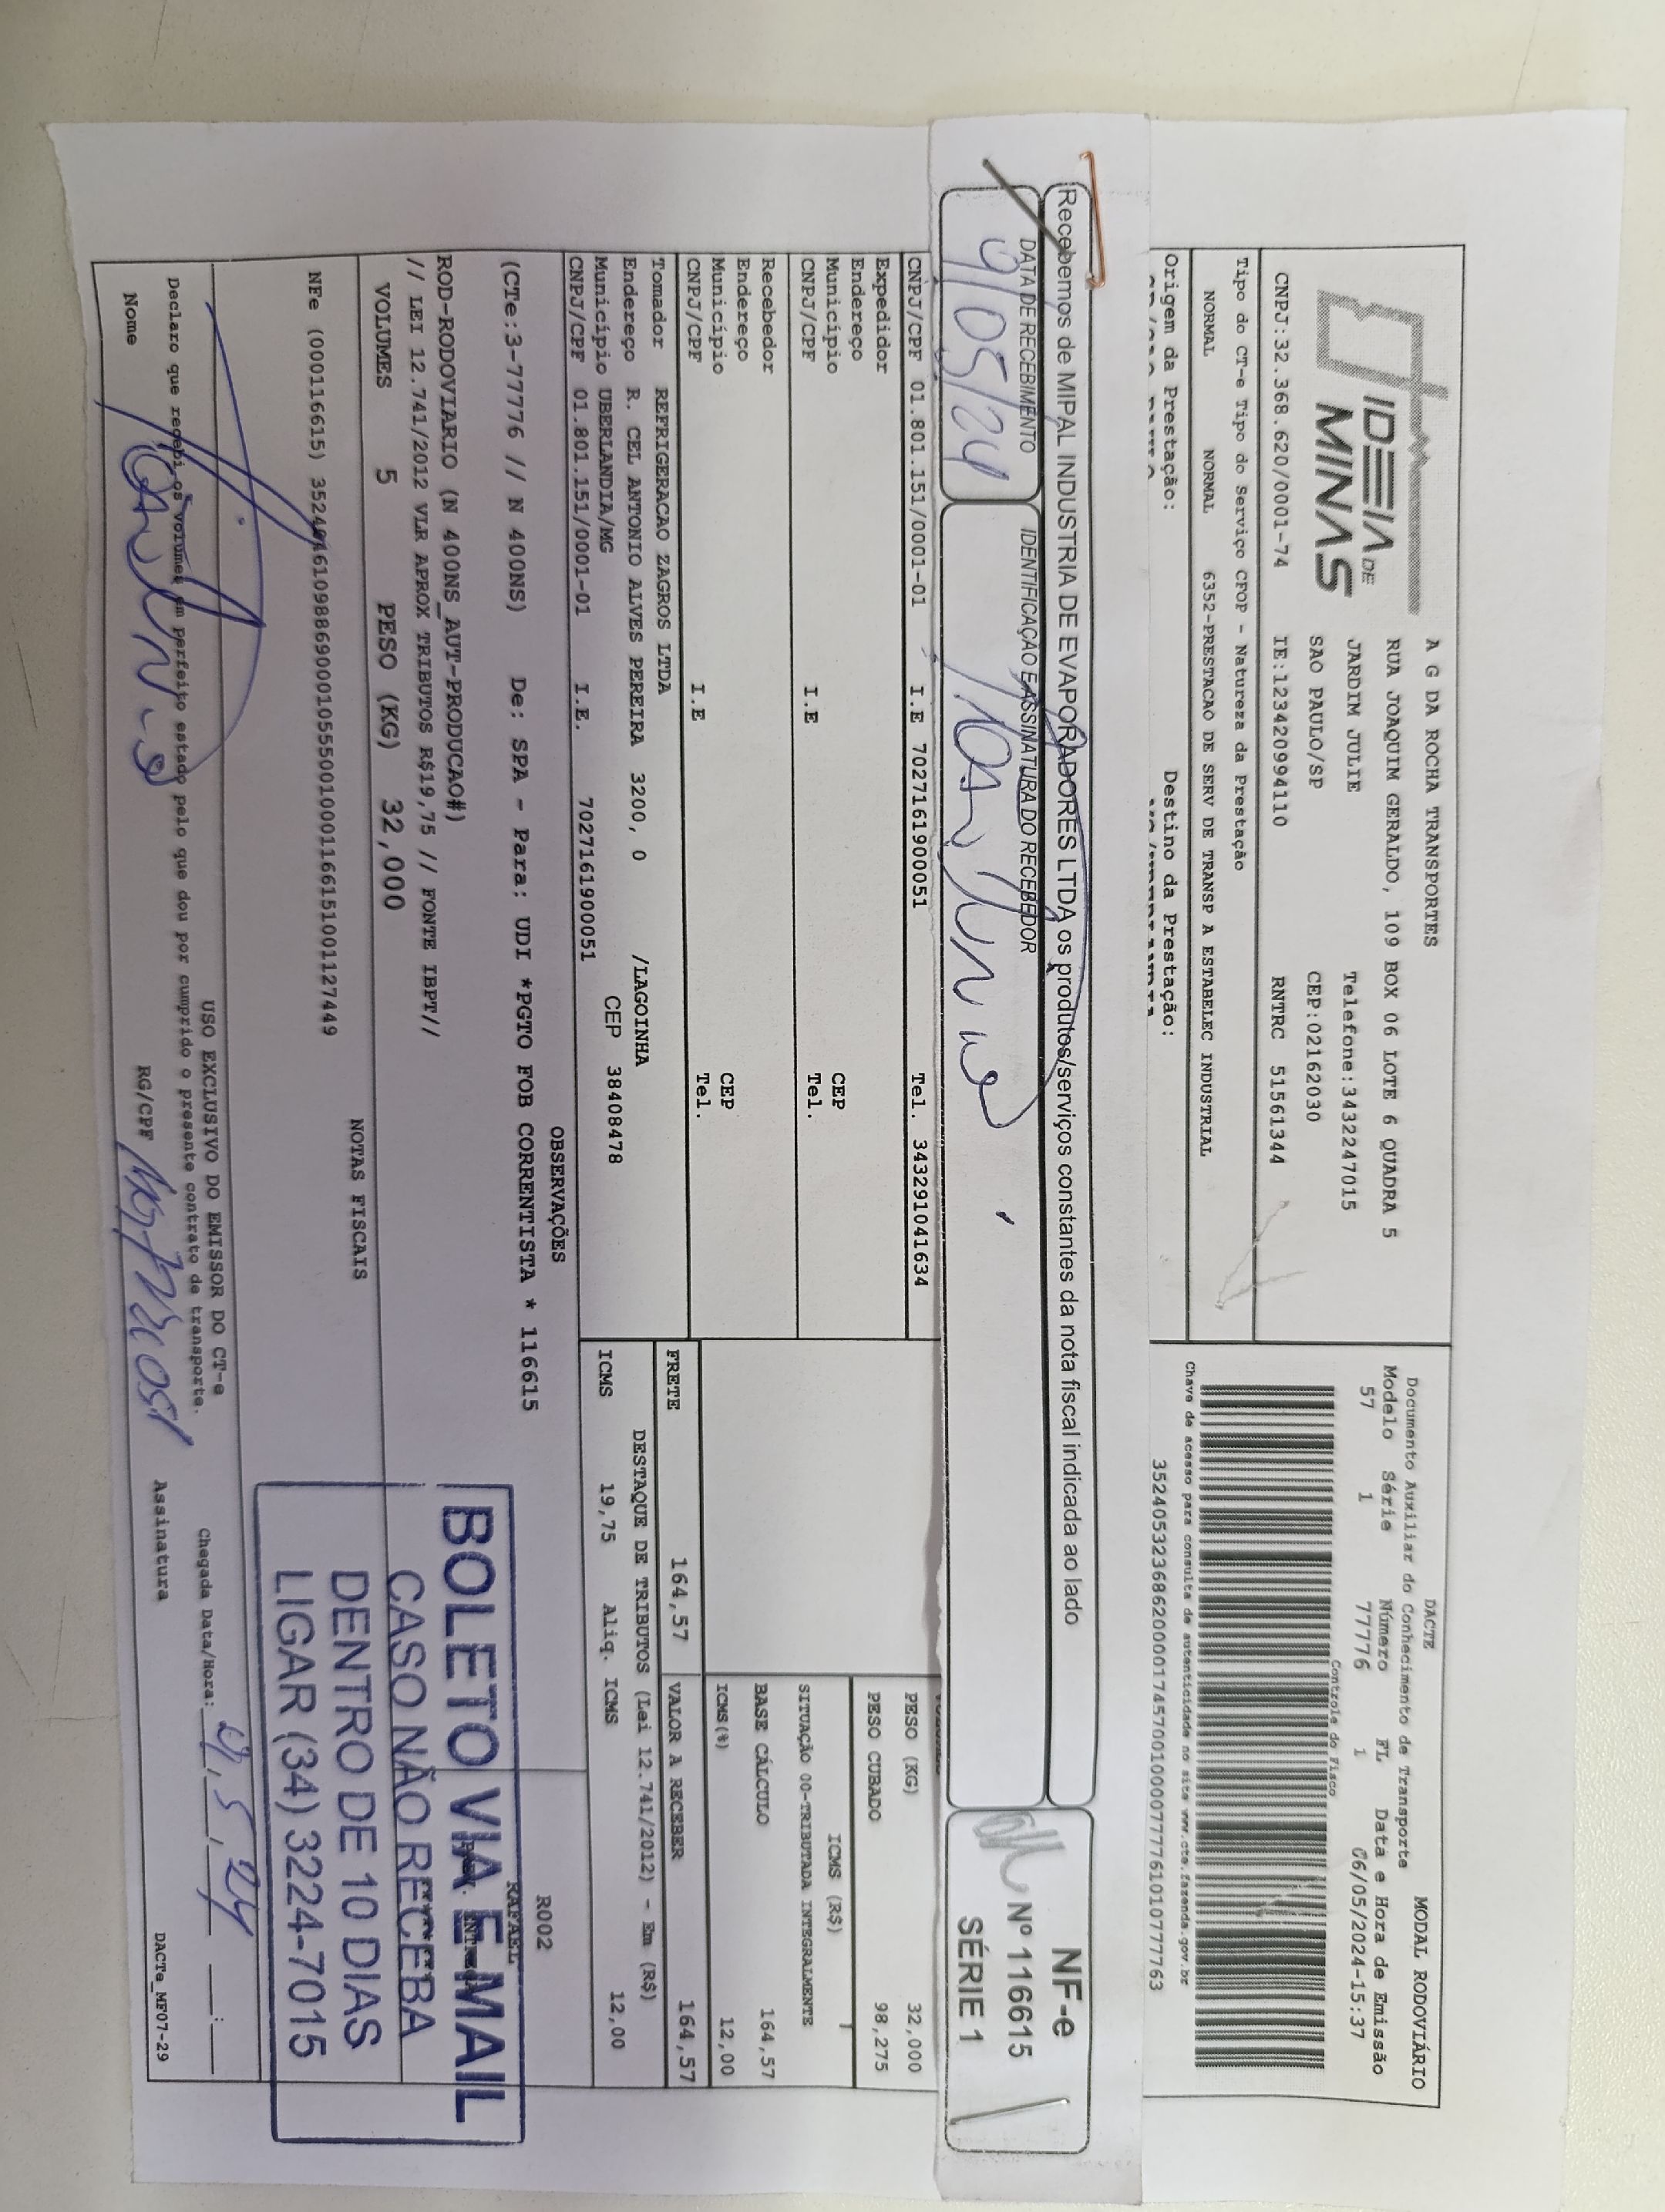 IDEIA DE
MINAS
A G DA ROCHA TRANSPORTES
RUA JOAQUIM GERALDO, 109 BOX 06 LOTE 6 QUADRA 5
JARDIM JULIE Telefone:3432247015
SAO PAULO/SP CEP:02162030
CNPJ:32.368.620/0001-74 IE:123420994110 RNTRC 51561344
Tipo do CT-e Tipo do Serviço CFOP - Natureza da Prestação
NORMAL NORMAL 6352-PRESTACAO DE SERV DE TRANSP A ESTABELEC INDUSTRIAL
Origem da Prestação: Destino da Prestação:
DACTE MODAL RODOVIÁRIO
Documento Auxiliar do Conhecimento de Transporte
Modelo Série Número FL Data e Hora de Emissão
57 1 77776 1 06/05/2024-15:37
Controle do Fisco
Chave de acesso para consulta de autenticidade no site www.cte.fazenda.gov.br
35240532368620000174570010000777761010777763
Recebemos de MIPAL INDUSTRIA DE EVAPORADORES LTDA os produtos/serviços constantes da nota fiscal indicada ao lado
DATA DE RECEBIMENTO IDENTIFICAÇÃO E ASSINATURA DO RECEBEDOR
9/05/24
NF-e
Nº 116615
SÉRIE 1
CNPJ/CPF 01.801.151/0001-01 I.E 7027161900051 Tel. 343291041634
Expedidor
Endereço
Município CEP
CNPJ/CPF I.E Tel.
Recebedor
Endereço
Município CEP
CNPJ/CPF I.E Tel.
Tomador REFRIGERACAO ZAGROS LTDA
Endereço R. CEL ANTONIO ALVES PEREIRA 3200, 0 /LAGOINHA
Município UBERLANDIA/MG CEP 38408478
CNPJ/CPF 01.801.151/0001-01 I.E. 7027161900051
PESO (KG) 32,000
PESO CUBADO 98,275
ICMS (R$)
SITUAÇÃO 00-TRIBUTADA INTEGRALMENTE
BASE CÁLCULO 164,57
ICMS(%) 12,00
FRETE 164,57 VALOR A RECEBER 164,57
DESTAQUE DE TRIBUTOS (Lei 12.741/2012) - Em (R$)
ICMS 19,75 Aliq. ICMS 12,00
OBSERVAÇÕES
R002
RAFAEL
(CTe:3-77776 // N 400NS) De: SPA - Para: UDI *PGTO FOB CORRENTISTA * 116615
ROD-RODOVIARIO (N 400NS_AUT-PRODUCAO#)
// LEI 12.741/2012 VLR APROX TRIBUTOS R$19,75 // FONTE IBPT//
VOLUMES 5 PESO (KG) 32,000
NOTAS FISCAIS
NFe (000116615) 35240461098869000105550010001166151001127449
BOLETO VIA E-MAIL
CASO NÃO RECEBA
DENTRO DE 10 DIAS
LIGAR (34) 3224-7015
USO EXCLUSIVO DO EMISSOR DO CT-e
Declaro que recebi os volumes em perfeito estado pelo que dou por cumprido o presente contrato de transporte.
Chegada Data/Hora: 9/5/24
Nome RG/CPF Assinatura
DACTe_MF07-29